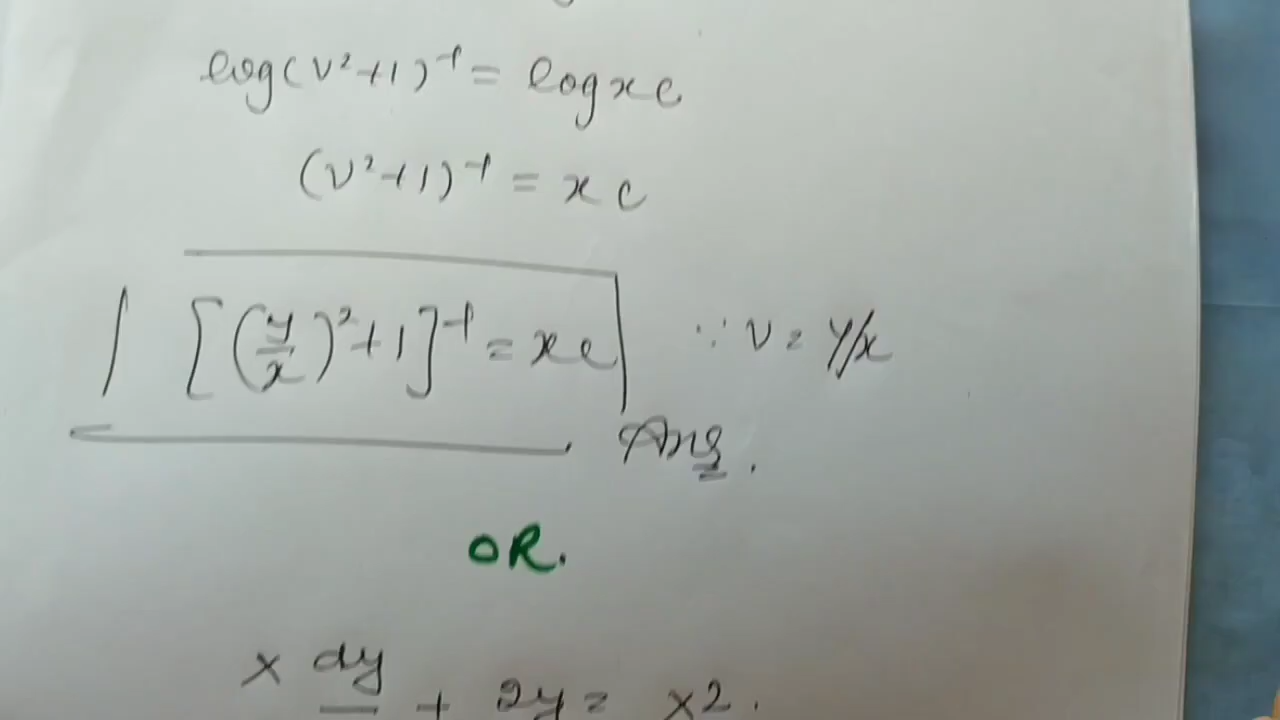 log(v²+1)⁻¹ = log xc
(v²+1)⁻¹ = xc
[(y/x)²+1]⁻¹ = xc ∵ v = y/x
Ans.
OR.
x dy + 2y = x2.